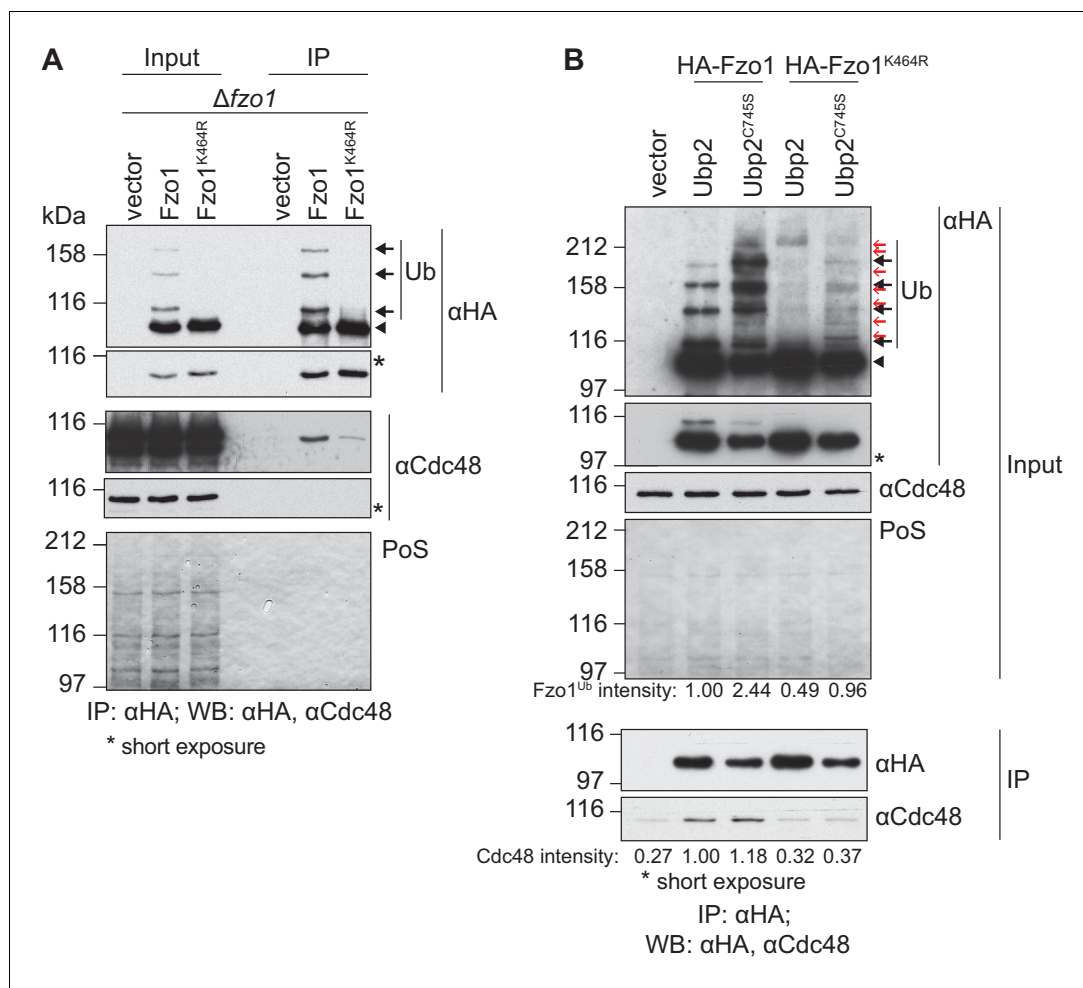 A
Input IP
Δfzo1
vector Fzo1 Fzo1K464R vector Fzo1 Fzo1K464R
kDa
158
116
Ub
αHA
116
*
116
αCdc48
116
*
212
158
116
97
PoS
IP: αHA; WB: αHA, αCdc48
* short exposure
B
HA-Fzo1 HA-Fzo1K464R
vector Ubp2 Ubp2C745S Ubp2 Ubp2C745S
αHA
212
158
116
97
Ub
116
97
*
Input
116
αCdc48
212
158
116
97
PoS
Fzo1Ub intensity: 1.00 2.44 0.49 0.96
116
97
αHA
IP
116
αCdc48
Cdc48 intensity: 0.27 1.00 1.18 0.32 0.37
* short exposure
IP: αHA;
WB: αHA, αCdc48